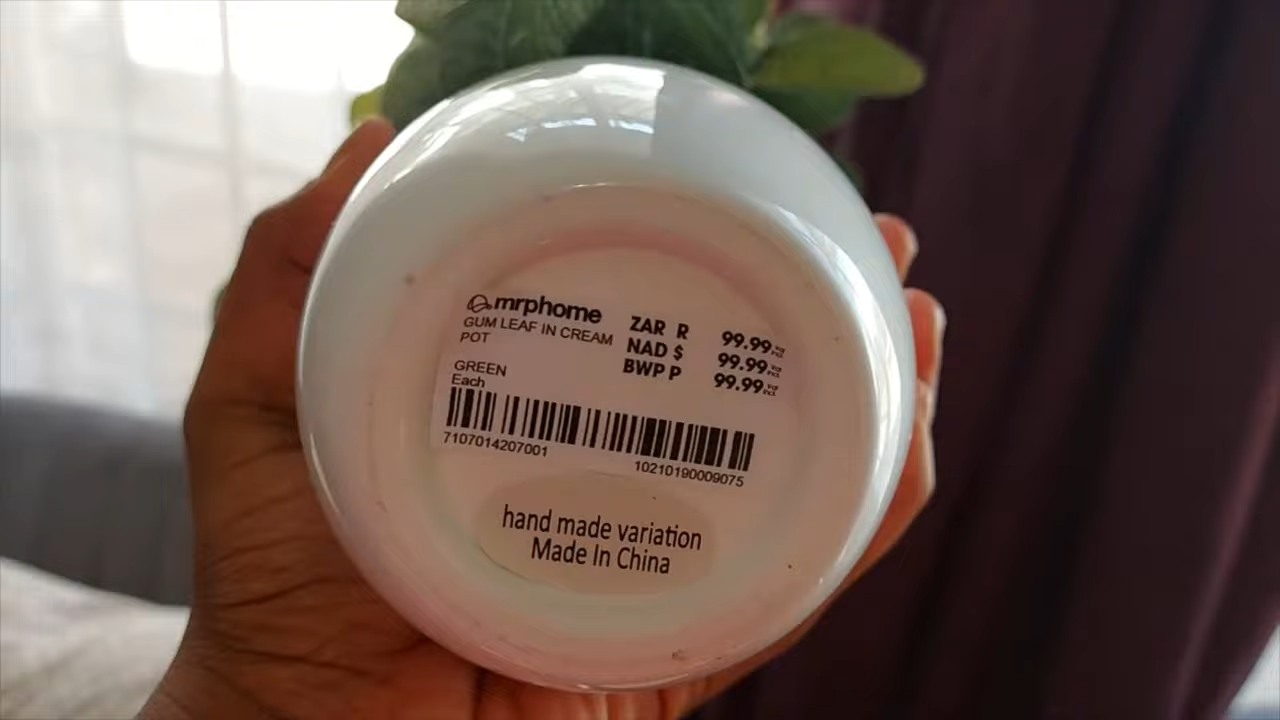 mrphome
GUM LEAF IN CREAM
POT
GREEN
Each
ZAR R 99.99
NAD $ 99.99
BWP P 99.99
7107014207001
10210190009075
hand made variation
Made In China